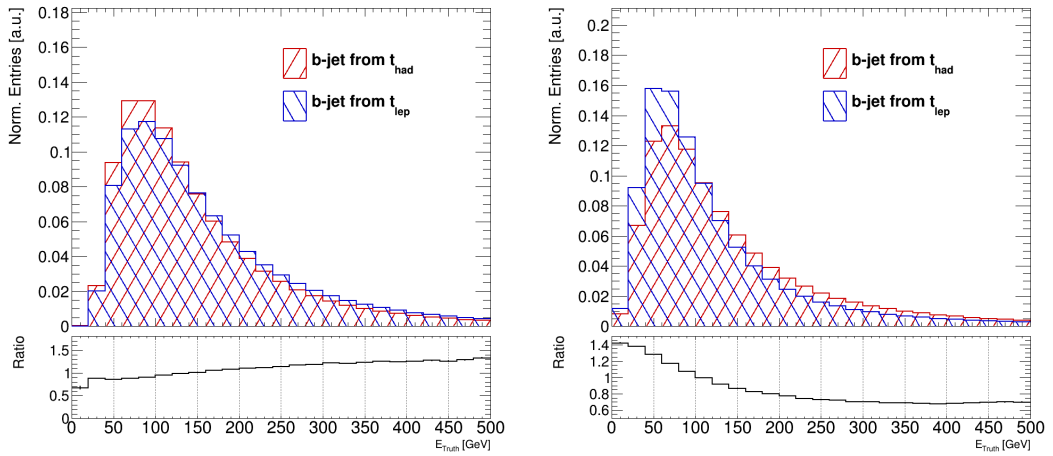 Norm. Entries [a.u.]
0.16
0.14
0.12
0.1
0.08
0.06
0.04
0.02
0
b-jet from t_had
b-jet from t_lep
Ratio
1.5
1
0.5
0
0 50 100 150 200 250 300 350 400 450 500
E_Truth [GeV]
Norm. Entries [a.u.]
0.2
0.18
0.16
0.14
0.12
0.1
0.08
0.06
0.04
0.02
0
b-jet from t_had
b-jet from t_lep
Ratio
1.4
1.2
1
0.8
0.6
0 50 100 150 200 250 300 350 400 450 500
E_Truth [GeV]